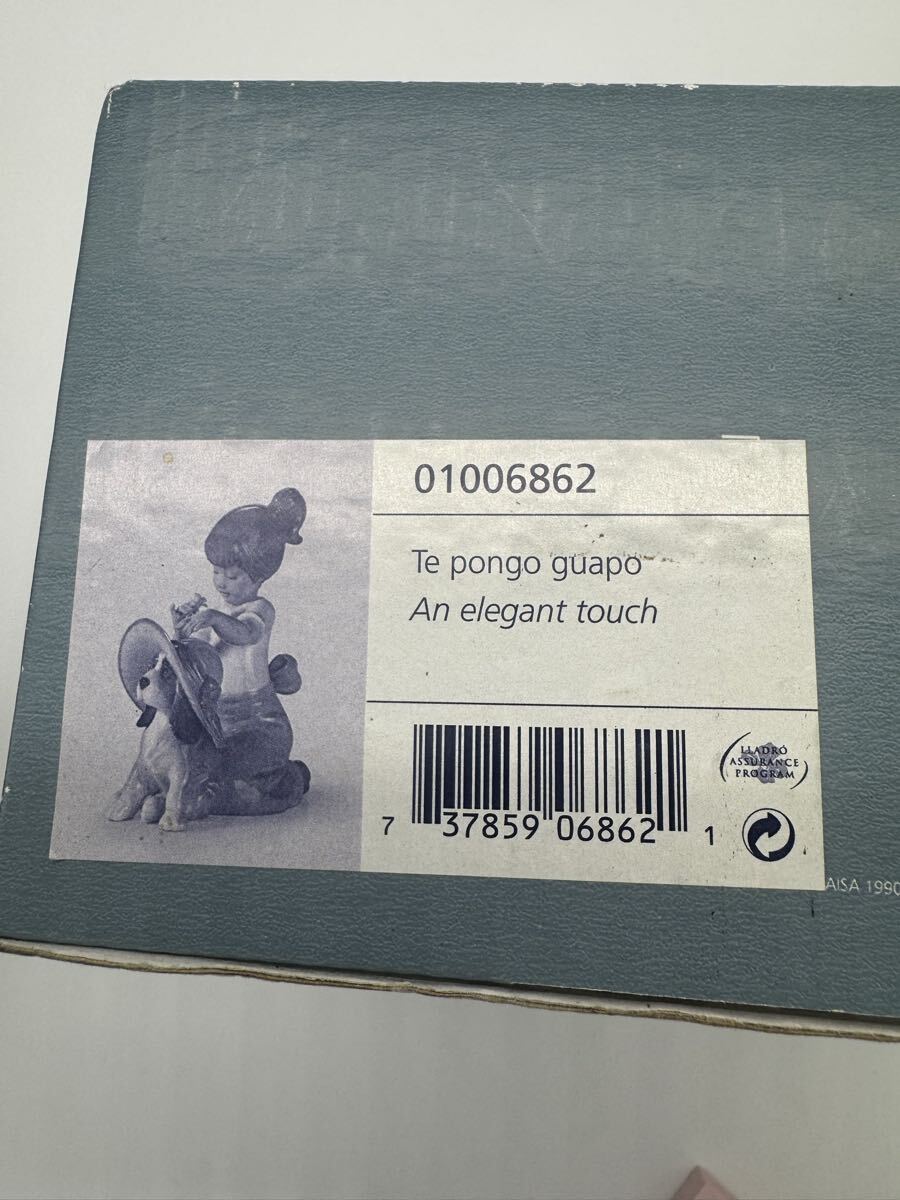 01006862
Te pongo guapo
An elegant touch
LLADRÓ
ASSURANCE
PROGRAM
7 37859 06862 1
AISA 1990